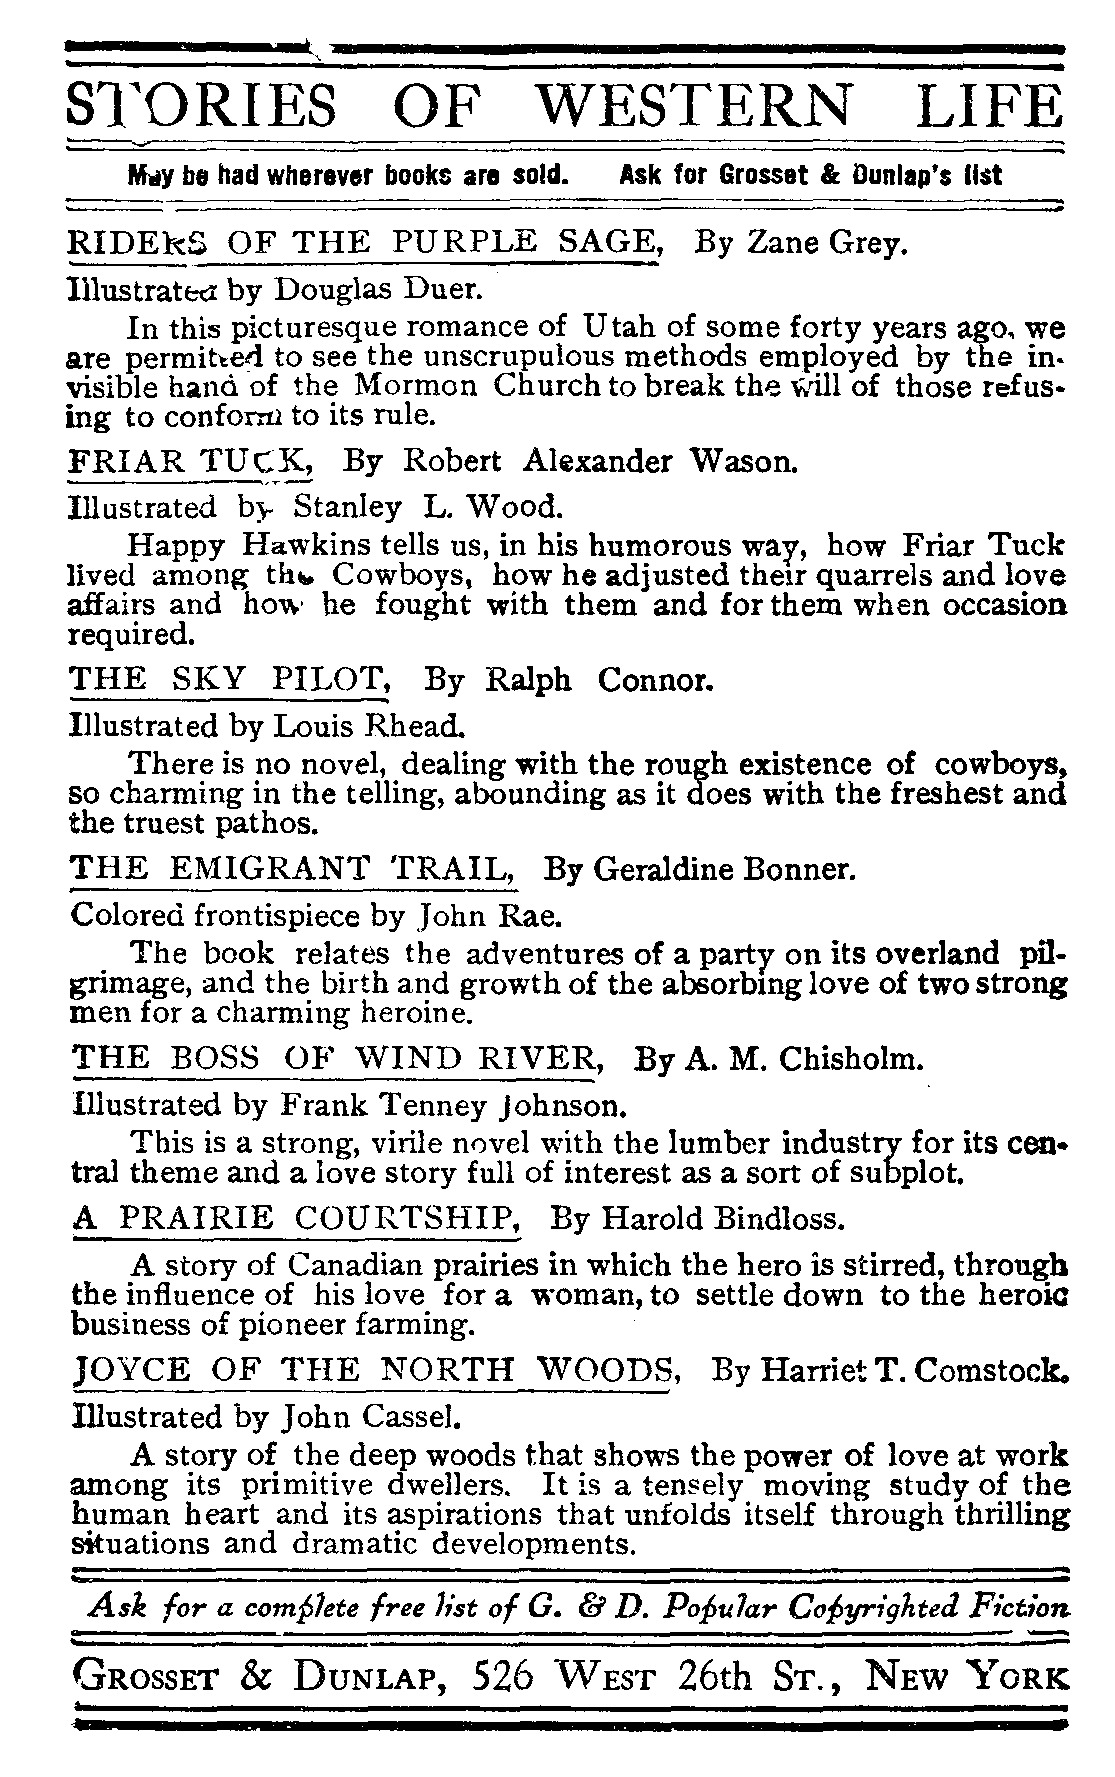 STORIES OF WESTERN LIFE
May be had wherever books are sold. Ask for Grosset & Dunlap's list
RIDERS OF THE PURPLE SAGE, By Zane Grey.
Illustrated by Douglas Duer.
In this picturesque romance of Utah of some forty years ago, we
are permitted to see the unscrupulous methods employed by the in-
visible hand of the Mormon Church to break the will of those refus-
ing to conform to its rule.
FRIAR TUCK, By Robert Alexander Wason.
Illustrated by Stanley L. Wood.
Happy Hawkins tells us, in his humorous way, how Friar Tuck
lived among the Cowboys, how he adjusted their quarrels and love
affairs and how he fought with them and for them when occasion
required.
THE SKY PILOT, By Ralph Connor.
Illustrated by Louis Rhead.
There is no novel, dealing with the rough existence of cowboys,
so charming in the telling, abounding as it does with the freshest and
the truest pathos.
THE EMIGRANT TRAIL, By Geraldine Bonner.
Colored frontispiece by John Rae.
The book relates the adventures of a party on its overland pil-
grimage, and the birth and growth of the absorbing love of two strong
men for a charming heroine.
THE BOSS OF WIND RIVER, By A. M. Chisholm.
Illustrated by Frank Tenney Johnson.
This is a strong, virile novel with the lumber industry for its cen-
tral theme and a love story full of interest as a sort of subplot.
A PRAIRIE COURTSHIP, By Harold Bindloss.
A story of Canadian prairies in which the hero is stirred, through
the influence of his love for a woman, to settle down to the heroic
business of pioneer farming.
JOYCE OF THE NORTH WOODS, By Harriet T. Comstock.
Illustrated by John Cassel.
A story of the deep woods that shows the power of love at work
among its primitive dwellers. It is a tensely moving study of the
human heart and its aspirations that unfolds itself through thrilling
situations and dramatic developments.
Ask for a complete free list of G. & D. Popular Copyrighted Fiction
GROSSET & DUNLAP, 526 WEST 26th ST., NEW YORK